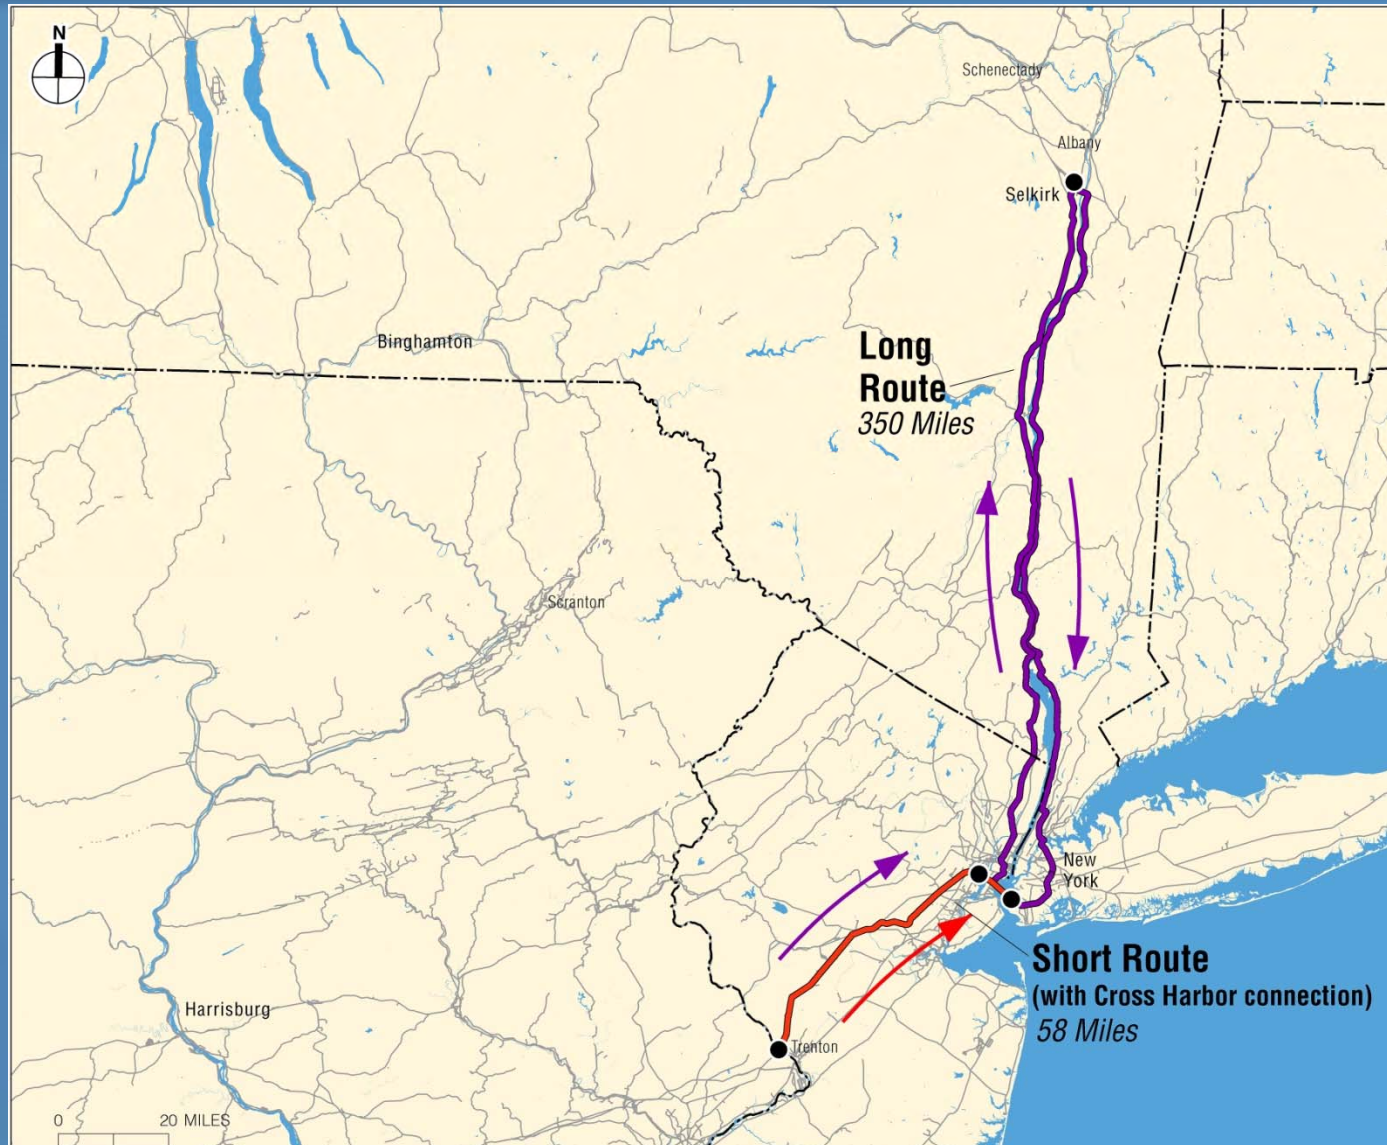 N
Schenectady
Albany
Selkirk
Binghamton
Long
Route
350 Miles
Scranton
New
York
Short Route
(with Cross Harbor connection)
58 Miles
Harrisburg
Trenton
0 20 MILES